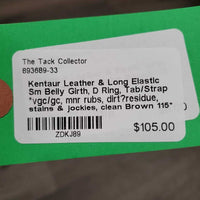 The Tack Collector
893689-33
Kentaur Leather & Long Elastic
Sm Belly Girth, D Ring, Tab/Strap
*vgc/gc, mnr rubs, dirt?residue,
stains & jockies, clean Brown 115*
ZDKJ89
$105.00